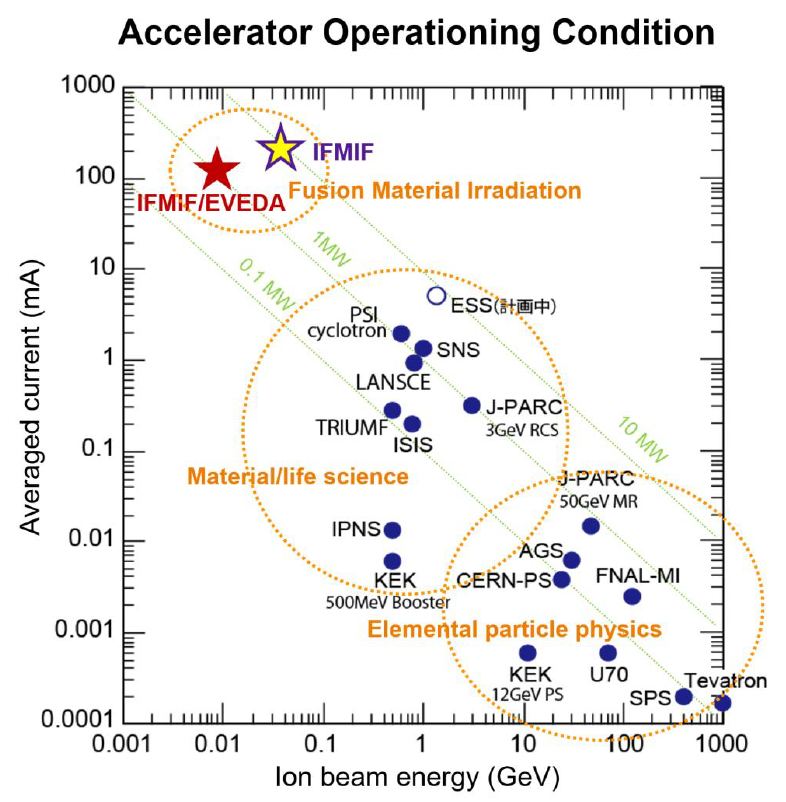 Accelerator Operationing Condition
Averaged current (mA)
1000
100
10
1
0.1
0.01
0.001
0.0001
IFMIF
IFMIF/EVEDA
Fusion Material Irradiation
1MW
0.1 MW
10 MW
ESS(計画中)
PSI
cyclotron
SNS
LANSCE
TRIUMF
ISIS
J-PARC
3GeV RCS
Material/life science
J-PARC
50GeV MR
IPNS
KEK
500MeV Booster
AGS
CERN-PS
FNAL-MI
Elemental particle physics
KEK
12GeV PS
U70
SPS
Tevatron
0.001
0.01
0.1
1
10
100
1000
Ion beam energy (GeV)